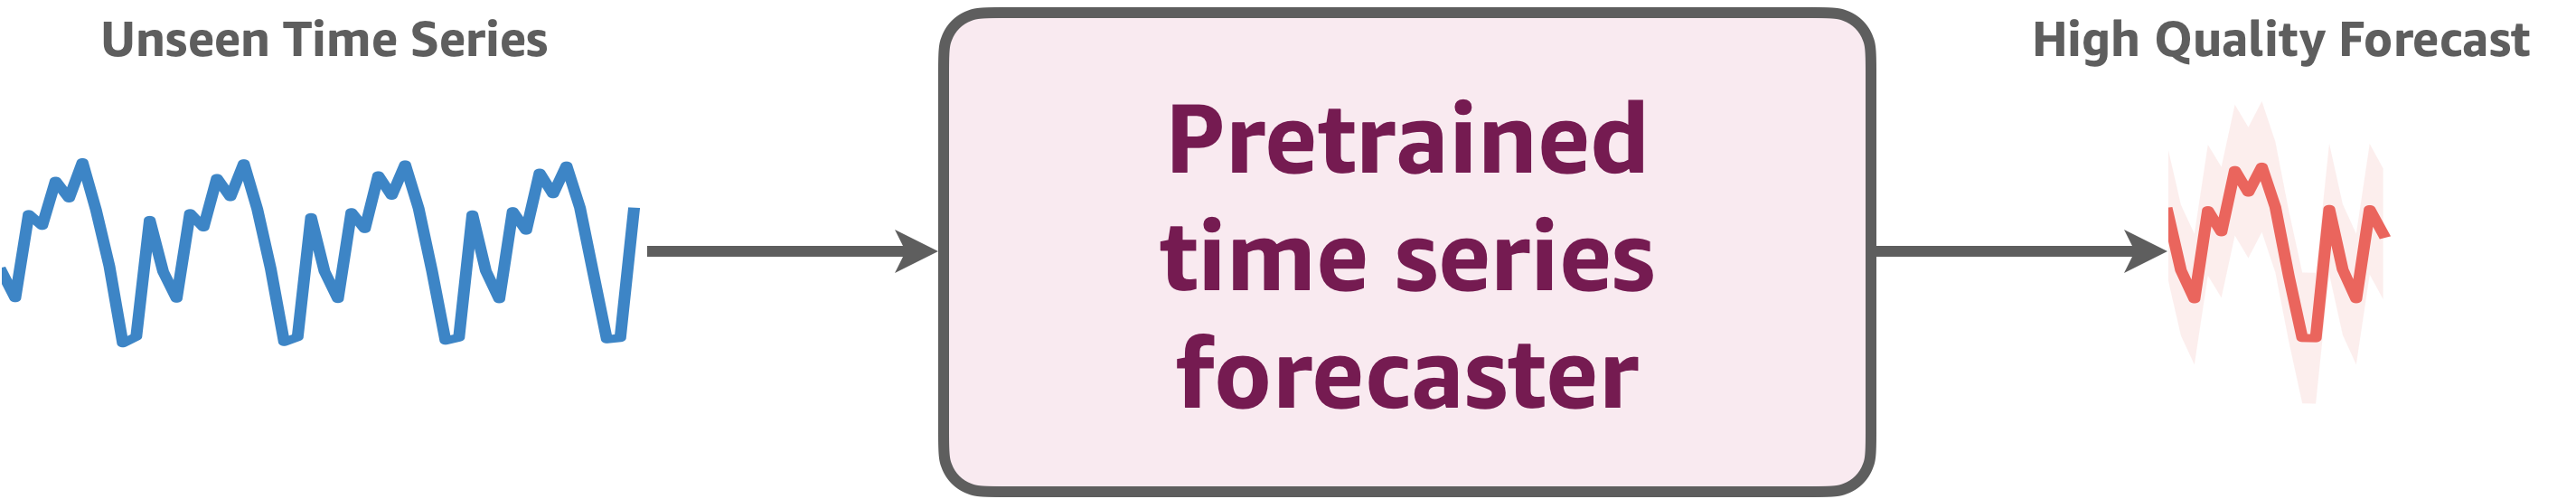 Unseen Time Series
Pretrained
time series
forecaster
High Quality Forecast